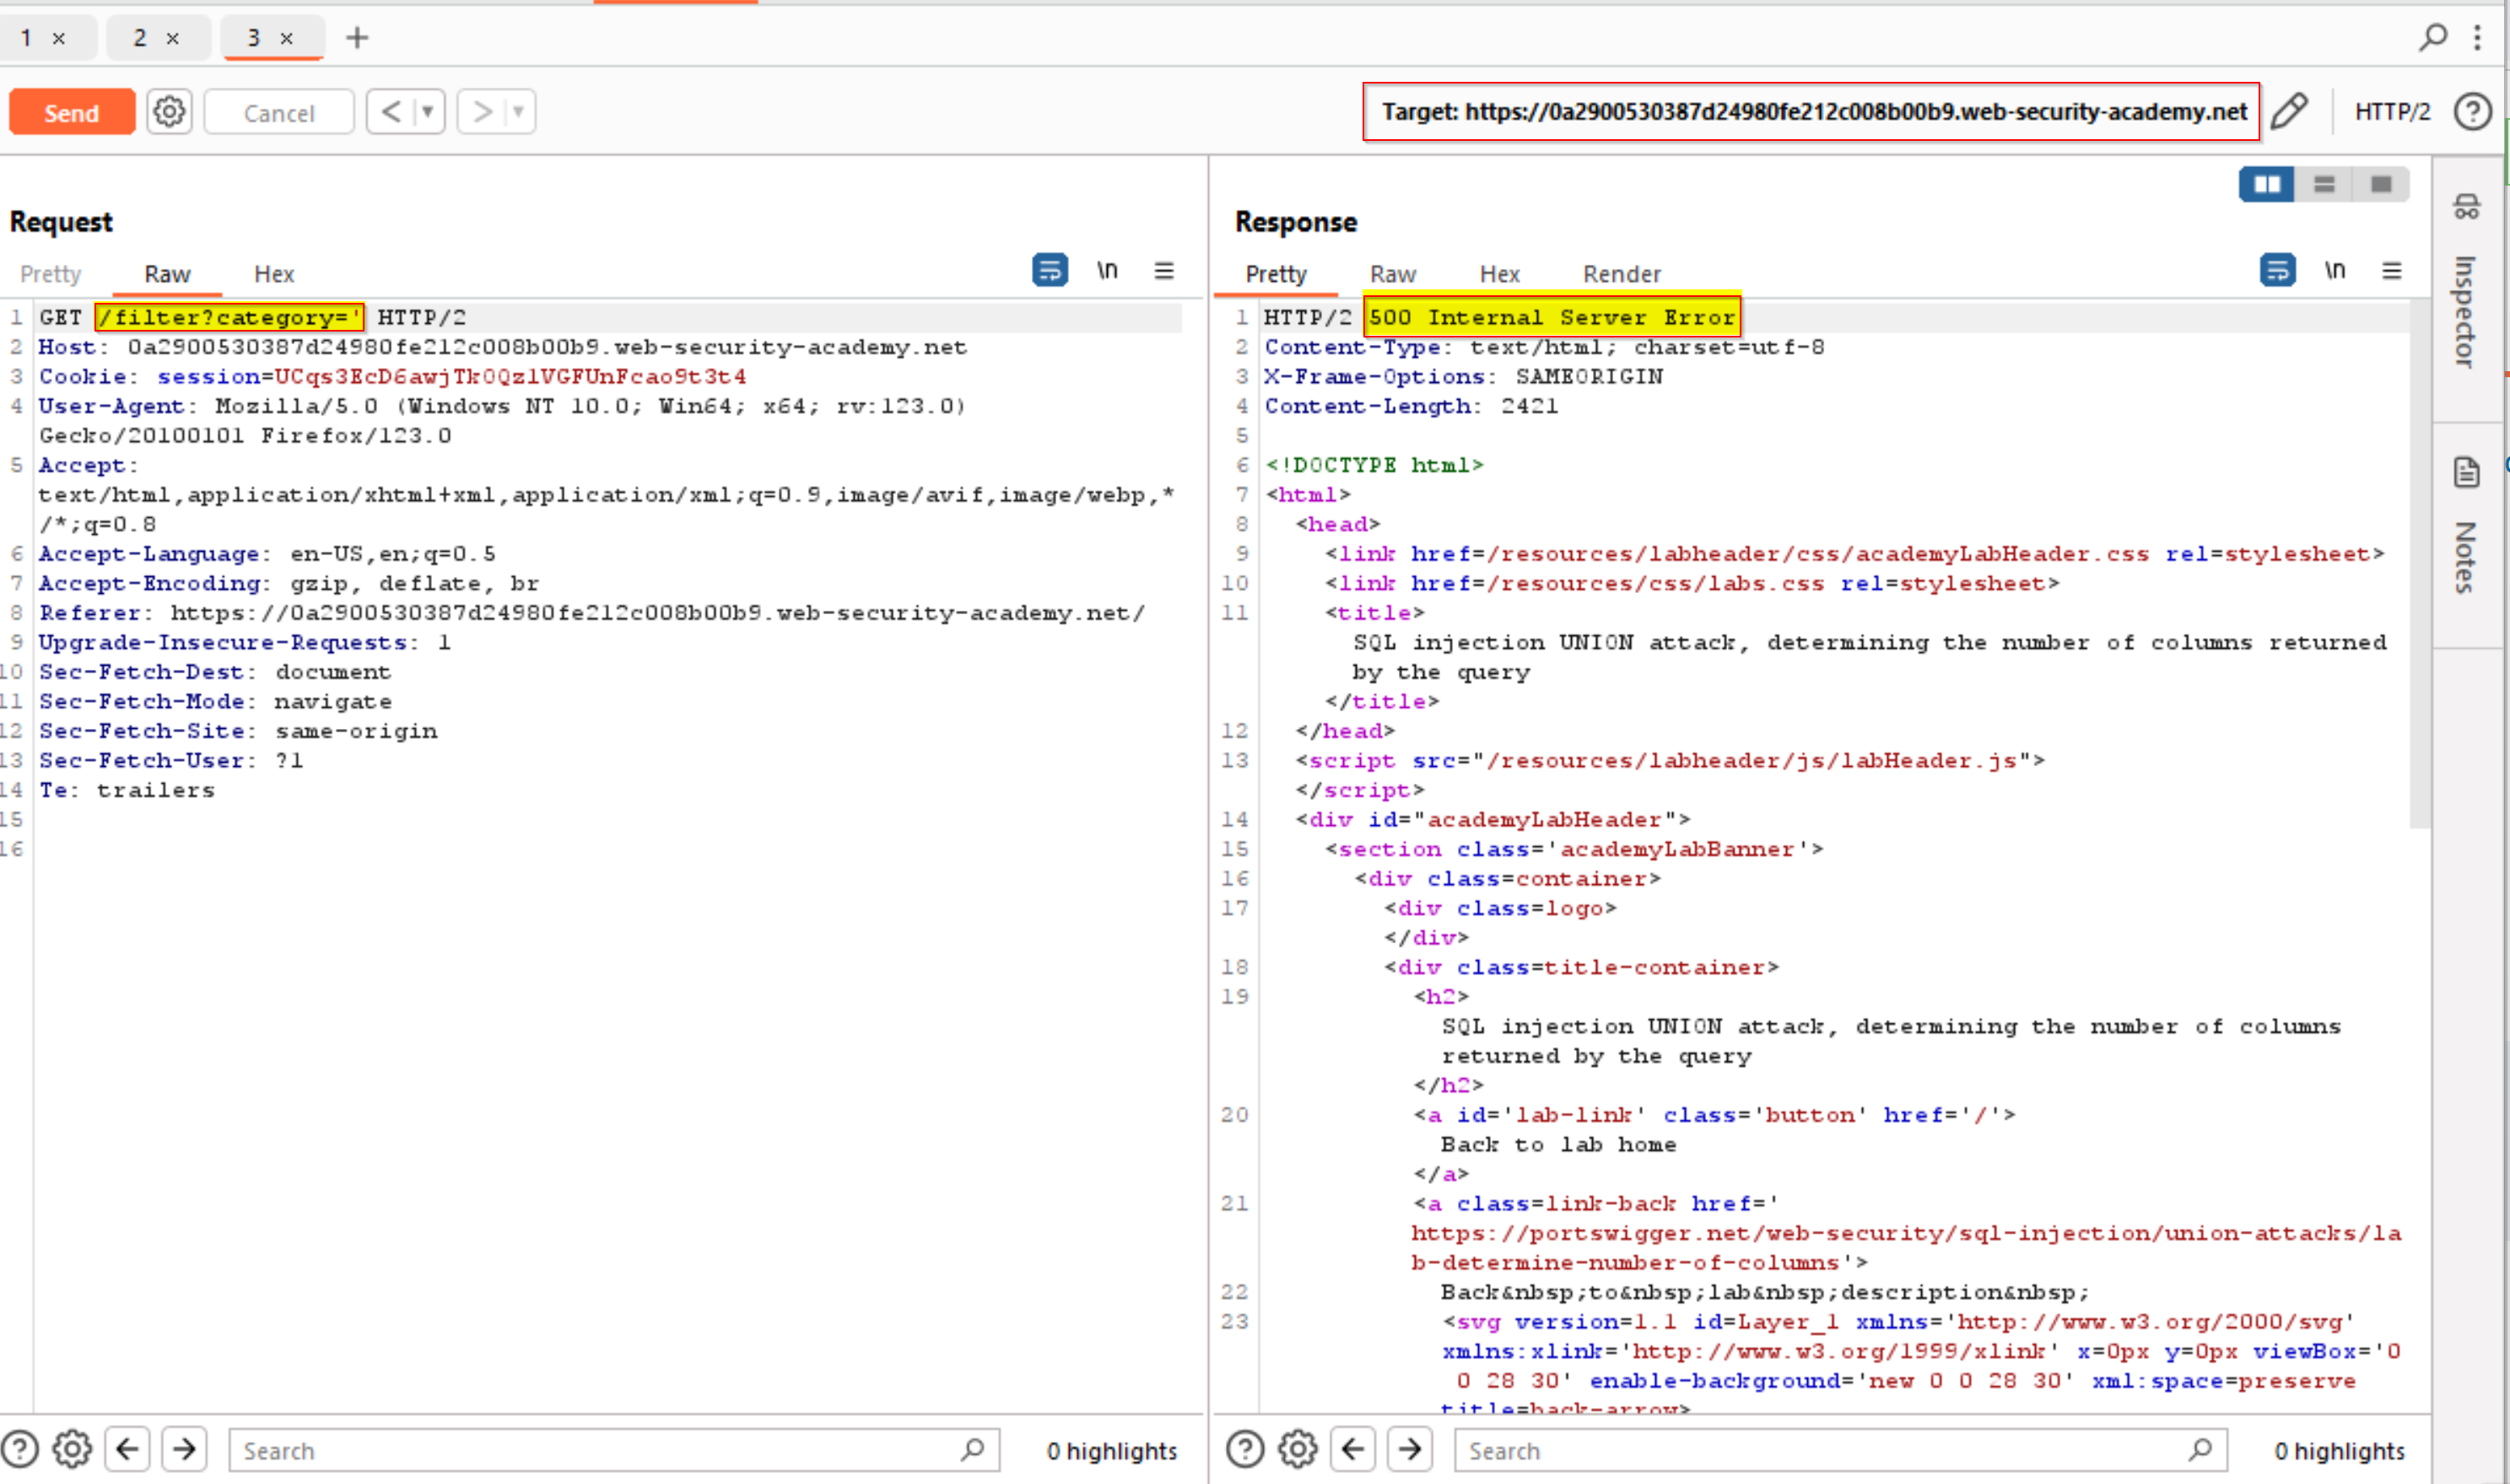 1 × 2 × 3 × +
Send Cancel < > Target: https://0a2900530387d24980fe212c008b00b9.web-security-academy.net HTTP/2
Request
Pretty Raw Hex \n
1 GET /filter?category=' HTTP/2
2 Host: 0a2900530387d24980fe212c008b00b9.web-security-academy.net
3 Cookie: session=UCqs3EcD6awjTk0QzlVGFUnFcao9t3t4
4 User-Agent: Mozilla/5.0 (Windows NT 10.0; Win64; x64; rv:123.0)
Gecko/20100101 Firefox/123.0
5 Accept:
text/html,application/xhtml+xml,application/xml;q=0.9,image/avif,image/webp,*
/*;q=0.8
6 Accept-Language: en-US,en;q=0.5
7 Accept-Encoding: gzip, deflate, br
8 Referer: https://0a2900530387d24980fe212c008b00b9.web-security-academy.net/
9 Upgrade-Insecure-Requests: 1
10 Sec-Fetch-Dest: document
11 Sec-Fetch-Mode: navigate
12 Sec-Fetch-Site: same-origin
13 Sec-Fetch-User: ?1
14 Te: trailers
15
16
Search 0 highlights
Response
Pretty Raw Hex Render \n
1 HTTP/2 500 Internal Server Error
2 Content-Type: text/html; charset=utf-8
3 X-Frame-Options: SAMEORIGIN
4 Content-Length: 2421
5
6 <!DOCTYPE html>
7 <html>
8 <head>
9 <link href=/resources/labheader/css/academyLabHeader.css rel=stylesheet>
10 <link href=/resources/css/labs.css rel=stylesheet>
11 <title>
SQL injection UNION attack, determining the number of columns returned
by the query
</title>
12 </head>
13 <script src="/resources/labheader/js/labHeader.js">
</script>
14 <div id="academyLabHeader">
15 <section class='academyLabBanner'>
16 <div class=container>
17 <div class=logo>
</div>
18 <div class=title-container>
19 <h2>
SQL injection UNION attack, determining the number of columns
returned by the query
</h2>
20 <a id='lab-link' class='button' href='/'>
Back to lab home
</a>
21 <a class=link-back href='
https://portswigger.net/web-security/sql-injection/union-attacks/la
b-determine-number-of-columns'>
22 Back&nbsp;to&nbsp;lab&nbsp;description&nbsp;
23 <svg version=1.1 id=Layer_1 xmlns='http://www.w3.org/2000/svg'
xmlns:xlink='http://www.w3.org/1999/xlink' x=0px y=0px viewBox='0
0 28 30' enable-background='new 0 0 28 30' xml:space=preserve
title=back-arrow>
Search 0 highlights
Inspector
Notes